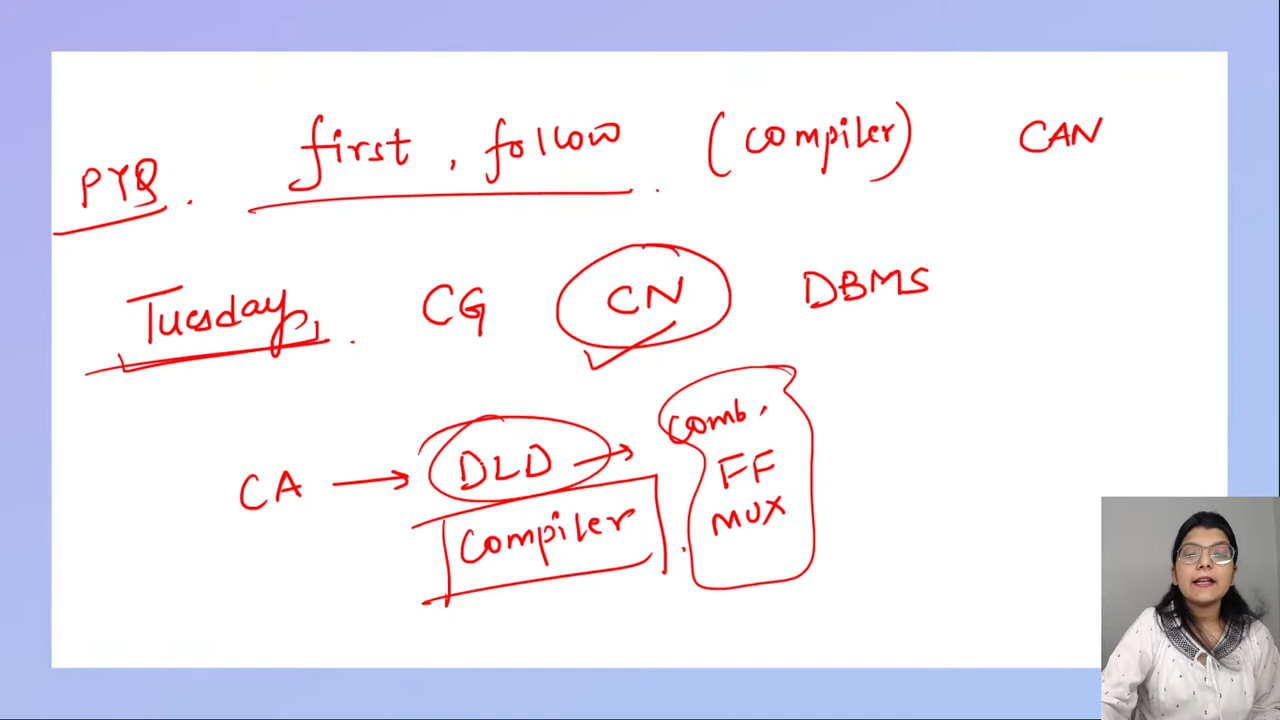 PYQ. first, follow. (compiler) CAN
Tuesday, . CG CN DBMS
CA → DLD → comb.
FF
Compiler. MUX